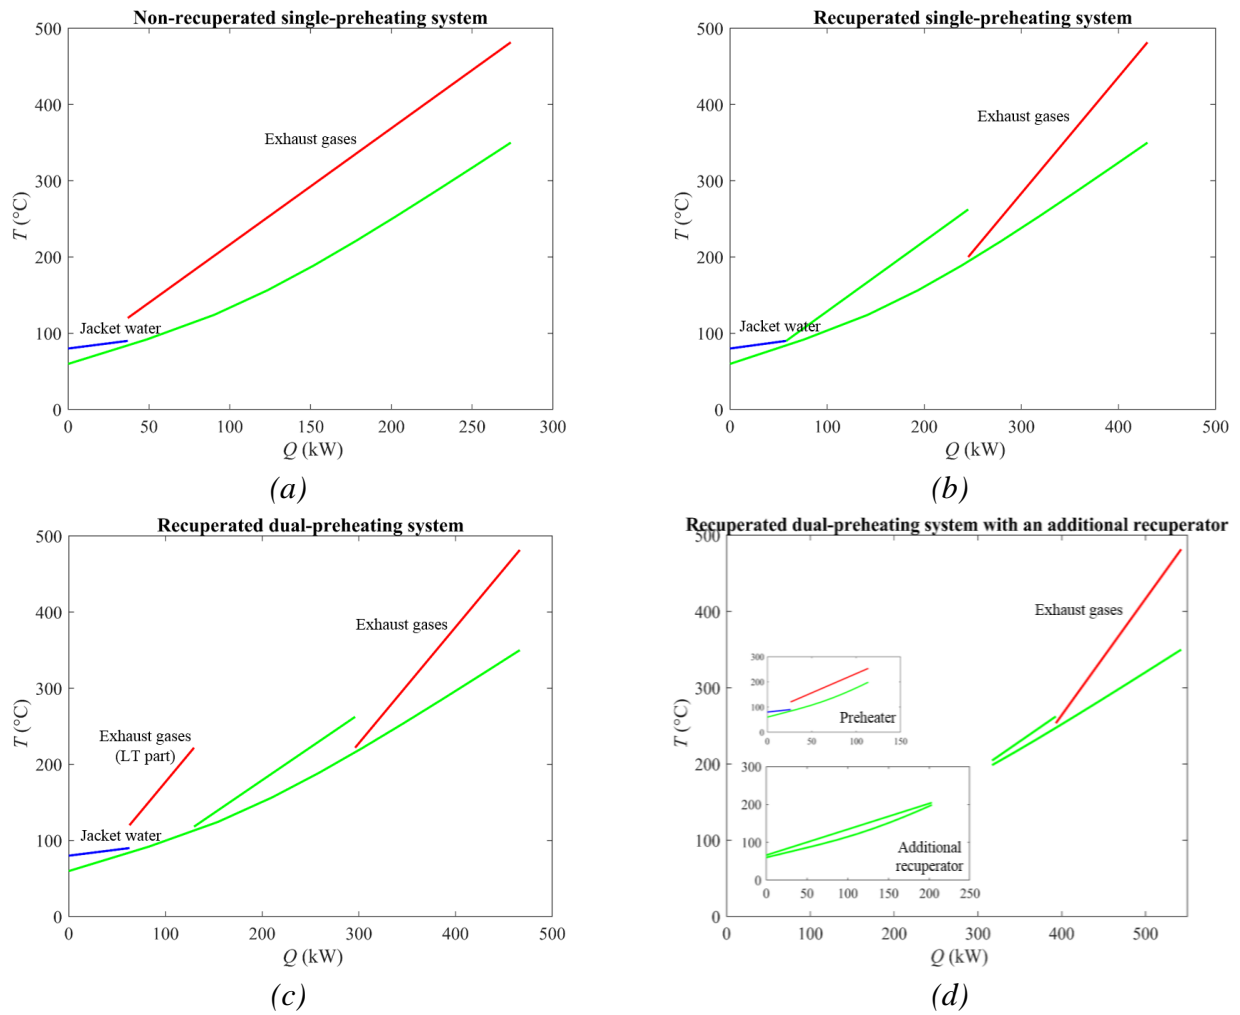 Non-recuperated single-preheating system
500
400
300
200
100
0
T (°C)
Exhaust gases
Jacket water
0 50 100 150 200 250 300
Q (kW)
(a)
Recuperated single-preheating system
500
400
300
200
100
0
T (°C)
Exhaust gases
Jacket water
0 100 200 300 400 500
Q (kW)
(b)
Recuperated dual-preheating system
500
400
300
200
100
0
T (°C)
Exhaust gases
Exhaust gases
(LT part)
Jacket water
0 100 200 300 400 500
Q (kW)
(c)
Recuperated dual-preheating system with an additional recuperator
500
400
300
200
100
0
T (°C)
Exhaust gases
300
200
100
0
Preheater
0 50 100 150
300
200
100
0
Additional
recuperator
0 50 100 150 200 250
0 100 200 300 400 500
Q (kW)
(d)